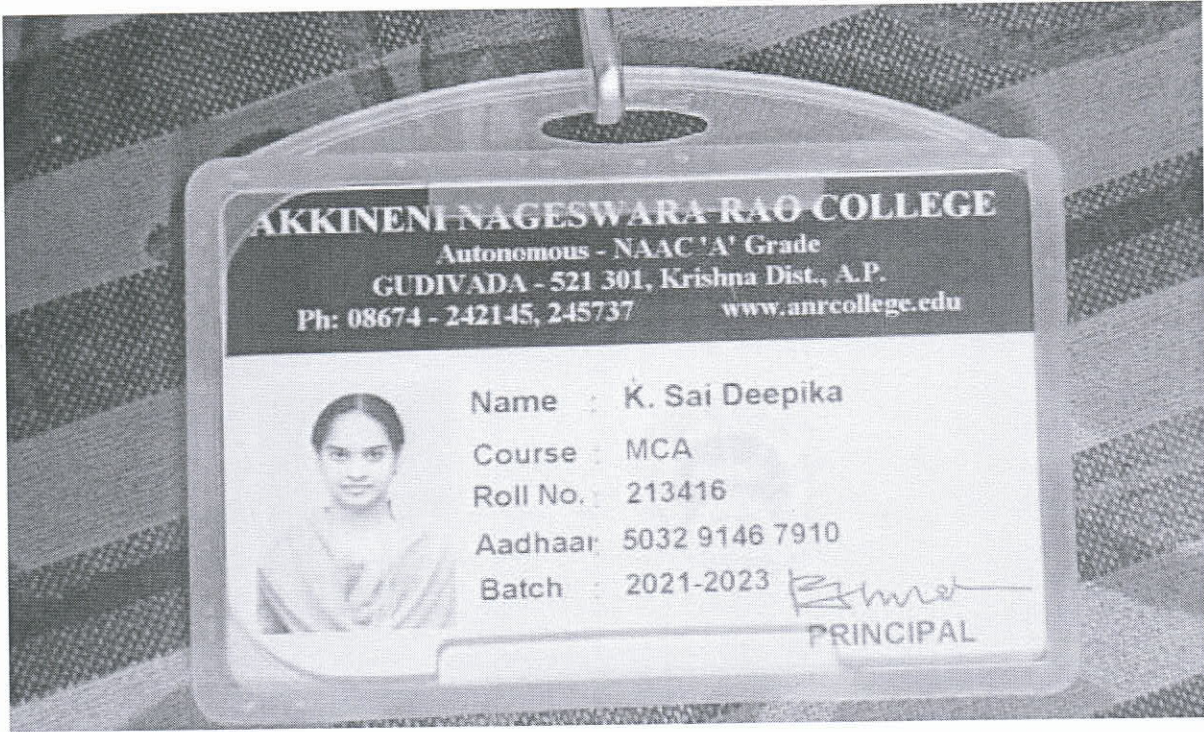 AKKINENI NAGESWARA RAO COLLEGE
Autonomous - NAAC 'A' Grade
GUDIVADA - 521 301, Krishna Dist., A.P.
Ph: 08674 - 242145, 245737 www.anrcollege.edu
Name : K. Sai Deepika
Course : MCA
Roll No. : 213416
Aadhaar: 5032 9146 7910
Batch : 2021-2023
PRINCIPAL